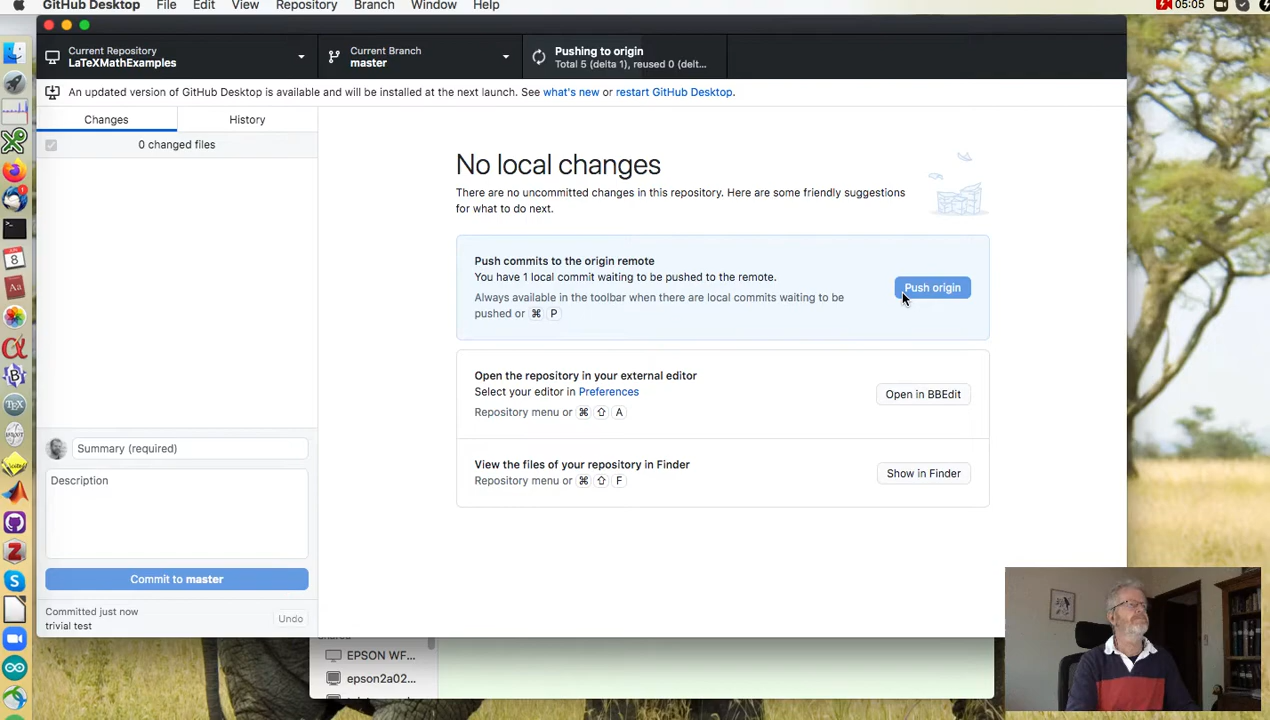 GitHub Desktop File Edit View Repository Branch Window Help 05:05
Current Repository
LaTeXMathExamples
Current Branch
master
Pushing to origin
Total 5 (delta 1), reused 0 (delt...
An updated version of GitHub Desktop is available and will be installed at the next launch. See what's new or restart GitHub Desktop.
Changes
History
0 changed files
No local changes
There are no uncommitted changes in this repository. Here are some friendly suggestions
for what to do next.
Push commits to the origin remote
You have 1 local commit waiting to be pushed to the remote.
Always available in the toolbar when there are local commits waiting to be
pushed or ⌘ P
Push origin
Open the repository in your external editor
Select your editor in Preferences
Repository menu or ⌘ ⇧ A
Open in BBEdit
View the files of your repository in Finder
Repository menu or ⌘ ⇧ F
Show in Finder
Summary (required)
Description
Commit to master
Committed just now
trivial test
Undo
EPSON WF...
epson2a02...
8
Aa
TEX
Z
S